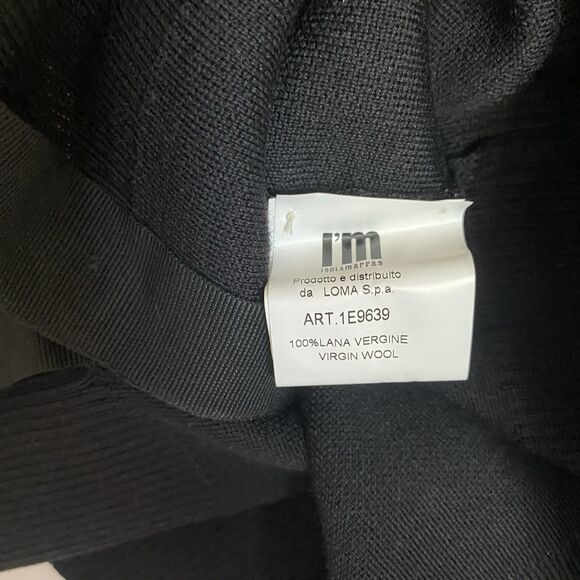 I'm
ISOLAmarras
Prodotto e distribuito
da LOMA S.p.a.
ART.1E9639
100%LANA VERGINE
VIRGIN WOOL